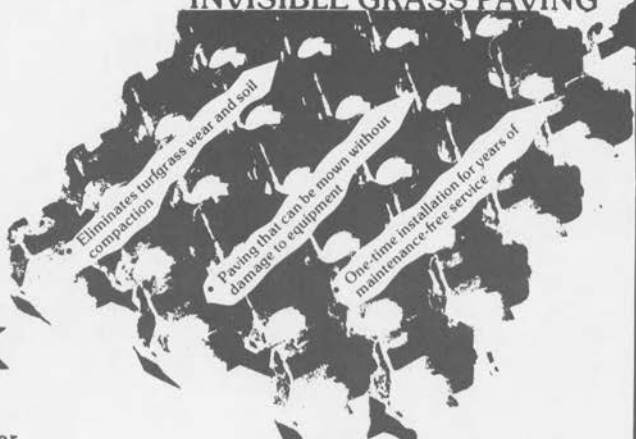 INVISIBLE GRASS PAVING
• Eliminates turfgrass wear and soil
compaction
• Paving that can be mown without
damage to equipment
• One-time installation for years of
maintenance-free service